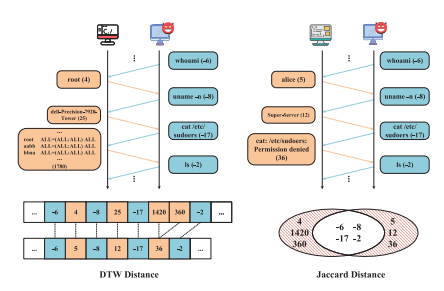 C:/
...
...
whoami (-6)
whoami (-6)
root (4)
alice (5)
uname -n (-8)
uname -n (-8)
dell-Precision-7920-
Tower (25)
Super-Server (12)
cat /etc/
sudoers (-17)
cat /etc/
sudoers (-17)
...
root ALL=(ALL:ALL) ALL
aabb ALL=(ALL:ALL) ALL
bbaa ALL=(ALL:ALL) ALL
...
(1780)
cat: /etc/sudoers:
Permission denied
(36)
ls (-2)
ls (-2)
...
...
... -6 4 -8 25 -17 1420 360 -2 ...
... -6 5 -8 12 -17 36 -2 ...
4
1420
360
-6 -8
-17 -2
5
12
36
DTW Distance
Jaccard Distance